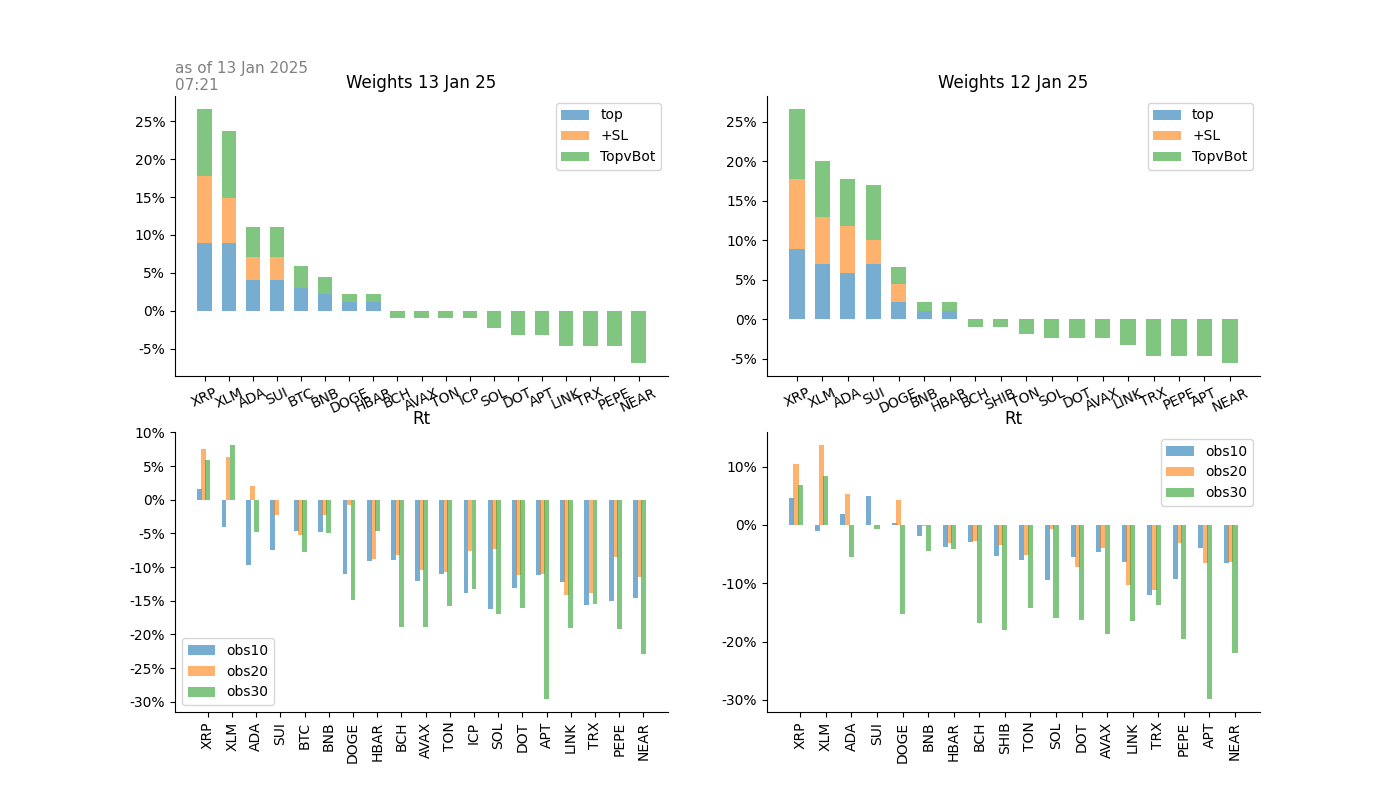 as of 13 Jan 2025
07:21
Weights 13 Jan 25
25%
20%
15%
10%
5%
0%
-5%
top
+SL
TopvBot
XRP XLM ADA SUI BTC BNB DOGE HBAR BCH AVAX TON ICP SOL DOT APT LINK TRX PEPE NEAR
Weights 12 Jan 25
25%
20%
15%
10%
5%
0%
-5%
top
+SL
TopvBot
XRP XLM ADA SUI DOGE BNB HBAR BCH SHIB TON SOL DOT AVAX LINK TRX PEPE APT NEAR
Rt
10%
5%
0%
-5%
-10%
-15%
-20%
-25%
-30%
obs10
obs20
obs30
XRP XLM ADA SUI BTC BNB DOGE HBAR BCH AVAX TON ICP SOL DOT APT LINK TRX PEPE NEAR
Rt
10%
0%
-10%
-20%
-30%
obs10
obs20
obs30
XRP XLM ADA SUI DOGE BNB HBAR BCH SHIB TON SOL DOT AVAX LINK TRX PEPE APT NEAR